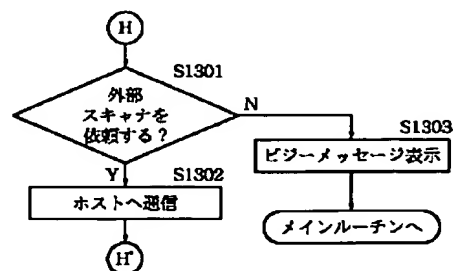 H
S1301
外部
スキャナを
依頼する?
N
Y
S1302
ホストへ通信
H'
S1303
ビジーメッセージ表示
メインルーチンへ